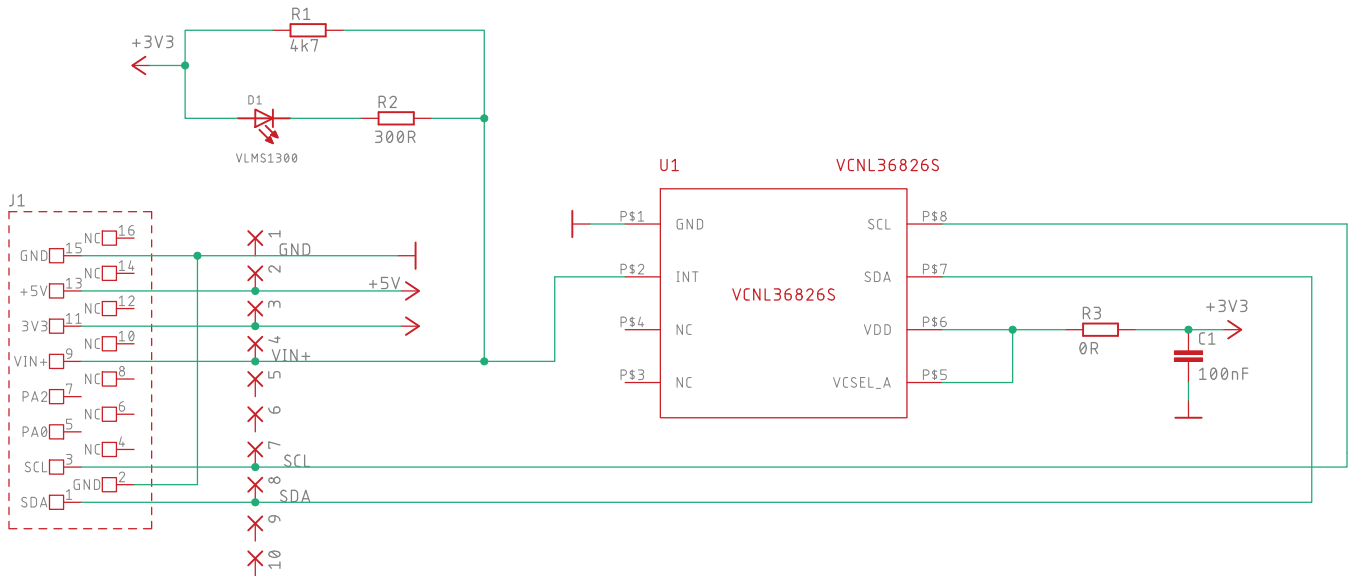 R1
4k7
+3V3
D1
VLMS1300
R2
300R
J1
NC 16
GND 15
NC 14
+5V 13
NC 12
3V3 11
NC 10
VIN+ 9
NC 8
PA2 7
NC 6
PA0 5
NC 4
SCL 3
GND 2
SDA 1
1
GND
2
+5V
3
4
VIN+
5
6
7
SCL
8
SDA
9
10
U1
VCNL36826S
P$1 GND
SCL P$8
P$2 INT
SDA P$7
VCNL36826S
P$4 NC
VDD P$6
P$3 NC
VCSEL_A P$5
R3
0R
+3V3
C1
100nF